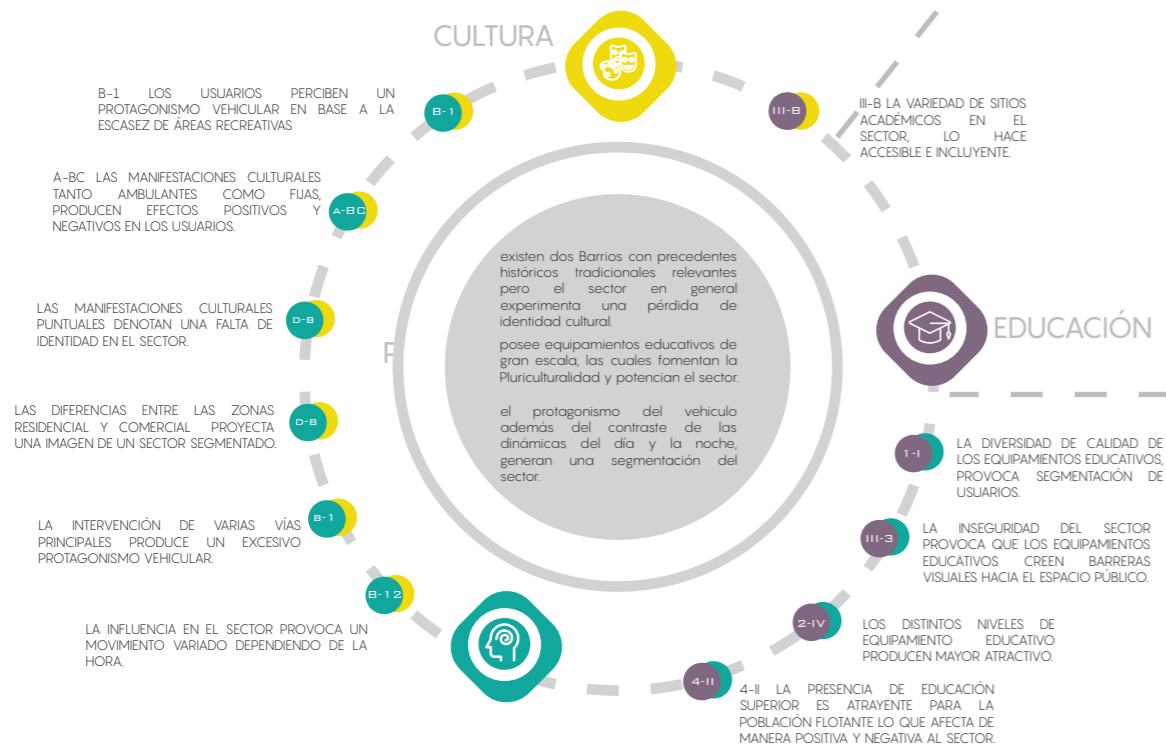 CULTURA
B-1 LOS USUARIOS PERCIBEN UN
PROTAGONISMO VEHICULAR EN BASE A LA
ESCASEZ DE ÁREAS RECREATIVAS
B-1
III-B
III-B LA VARIEDAD DE SITIOS
ACADÉMICOS EN EL
SECTOR, LO HACE
ACCESIBLE E INCLUYENTE.
A-BC LAS MANIFESTACIONES CULTURALES
TANTO AMBULANTES COMO FIJAS,
PRODUCEN EFECTOS POSITIVOS Y
NEGATIVOS EN LOS USUARIOS.
A-BC
LAS MANIFESTACIONES CULTURALES
PUNTUALES DENOTAN UNA FALTA DE
IDENTIDAD EN EL SECTOR.
D-B
existen dos Barrios con precedentes
históricos tradicionales relevantes
pero el sector en general
experimenta una pérdida de
identidad cultural.
posee equipamientos educativos de
gran escala, las cuales fomentan la
Pluriculturalidad y potencian el sector.
el protagonismo del vehiculo
además del contraste de las
dinámicas del día y la noche,
generan una segmentación del
sector.
P
EDUCACIÓN
LAS DIFERENCIAS ENTRE LAS ZONAS
RESIDENCIAL Y COMERCIAL PROYECTA
UNA IMAGEN DE UN SECTOR SEGMENTADO.
D-B
1-I
LA DIVERSIDAD DE CALIDAD DE
LOS EQUIPAMIENTOS EDUCATIVOS,
PROVOCA SEGMENTACIÓN DE
USUARIOS.
LA INTERVENCIÓN DE VARIAS VÍAS
PRINCIPALES PRODUCE UN EXCESIVO
PROTAGONISMO VEHICULAR.
B-1
III-3
LA INSEGURIDAD DEL SECTOR
PROVOCA QUE LOS EQUIPAMIENTOS
EDUCATIVOS CREEN BARRERAS
VISUALES HACIA EL ESPACIO PÚBLICO.
B-12
LA INFLUENCIA EN EL SECTOR PROVOCA UN
MOVIMIENTO VARIADO DEPENDIENDO DE LA
HORA.
2-IV
LOS DISTINTOS NIVELES DE
EQUIPAMIENTO EDUCATIVO
PRODUCEN MAYOR ATRACTIVO.
4-II
4-II LA PRESENCIA DE EDUCACIÓN
SUPERIOR ES ATRAYENTE PARA LA
POBLACIÓN FLOTANTE LO QUE AFECTA DE
MANERA POSITIVA Y NEGATIVA AL SECTOR.